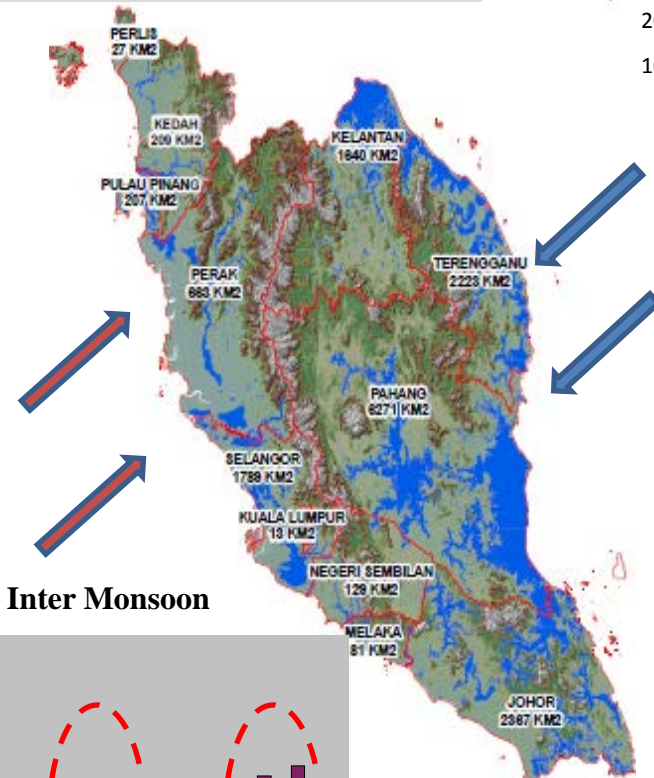 20
PERLIS
27 KM2
KEDAH
209 KM2
KELANTAN
1640 KM2
PULAU PINANG
207 KM2
TERENGGANU
2223 KM2
PERAK
663 KM2
PAHANG
6271 KM2
SELANGOR
1789 KM2
KUALA LUMPUR
13 KM2
NEGERI SEMBILAN
129 KM2
Inter Monsoon
MELAKA
81 KM2
JOHOR
2367 KM2